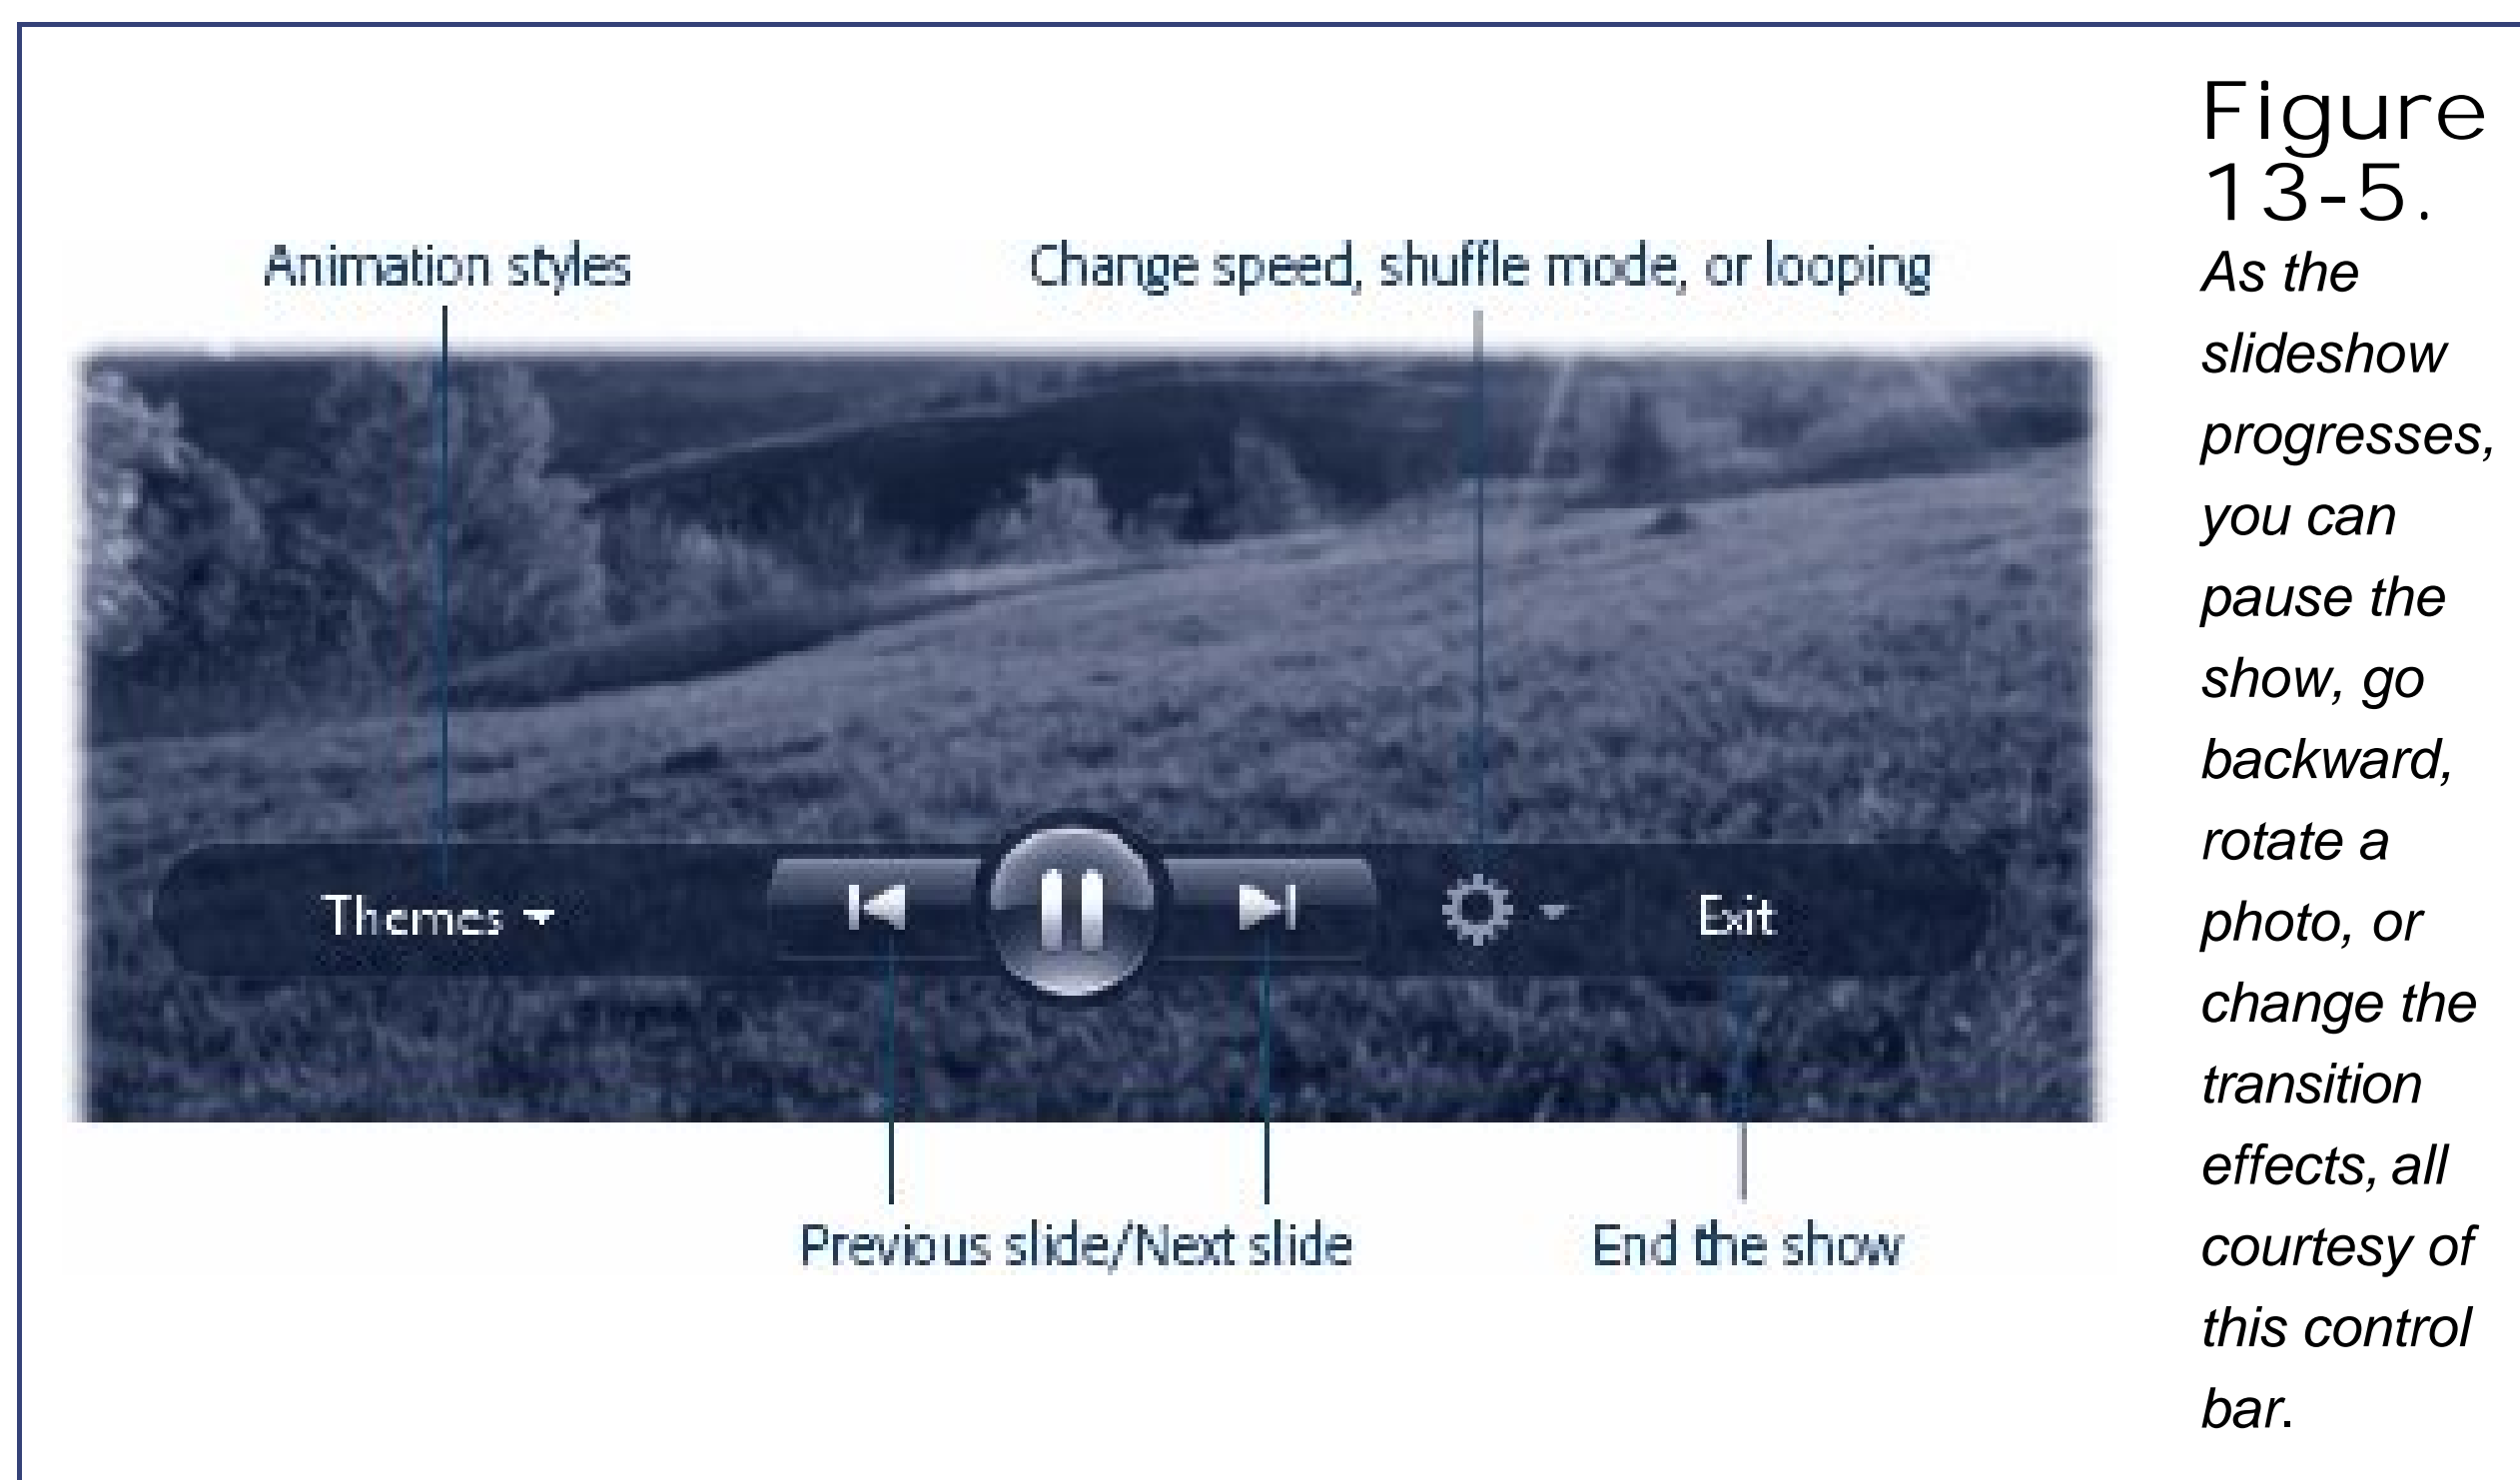 Figure
13-5.
As the
slideshow
progresses,
you can
pause the
show, go
backward,
rotate a
photo, or
change the
transition
effects, all
courtesy of
this control
bar.
Animation styles
Change speed, shuffle mode, or looping
Themes
Exit
Previous slide/Next slide
End the show